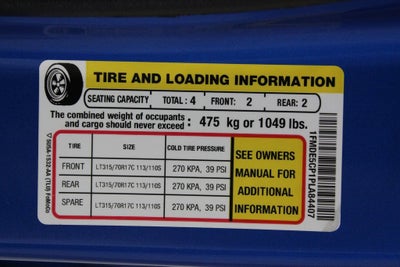 TIRE AND LOADING INFORMATION
SEATING CAPACITY TOTAL : 4 FRONT: 2 REAR: 2
The combined weight of occupants
and cargo should never exceed : 475 kg or 1049 lbs.
TIRE SIZE COLD TIRE PRESSURE
FRONT LT315/70R17C 113/110S 270 KPA, 39 PSI
REAR LT315/70R17C 113/110S 270 KPA, 39 PSI
SPARE LT315/70R17C 113/110S 270 KPA, 39 PSI
SEE OWNERS
MANUAL FOR
ADDITIONAL
INFORMATION
1FMDE5CP1PLA84407